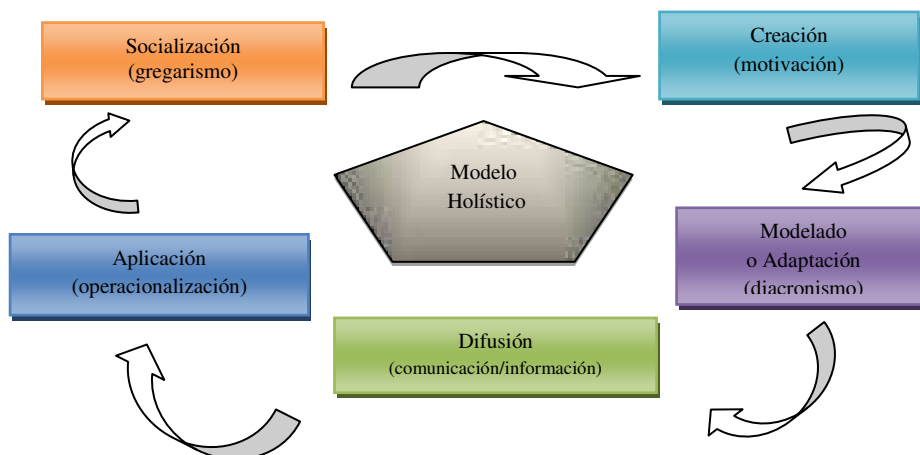 Socialización
(gregarismo)
Creación
(motivación)
Modelo
Holístico
Modelado
o Adaptación
(diacronismo)
Aplicación
(operacionalización)
Difusión
(comunicación/información)